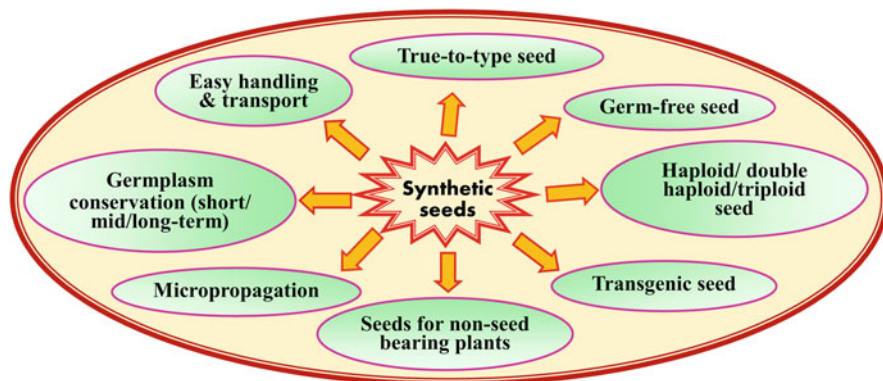 True-to-type seed
Easy handling
& transport
Germ-free seed
Germplasm
conservation (short/
mid/long-term)
Synthetic
seeds
Haploid/ double
haploid/triploid
seed
Micropropagation
Transgenic seed
Seeds for non-seed
bearing plants